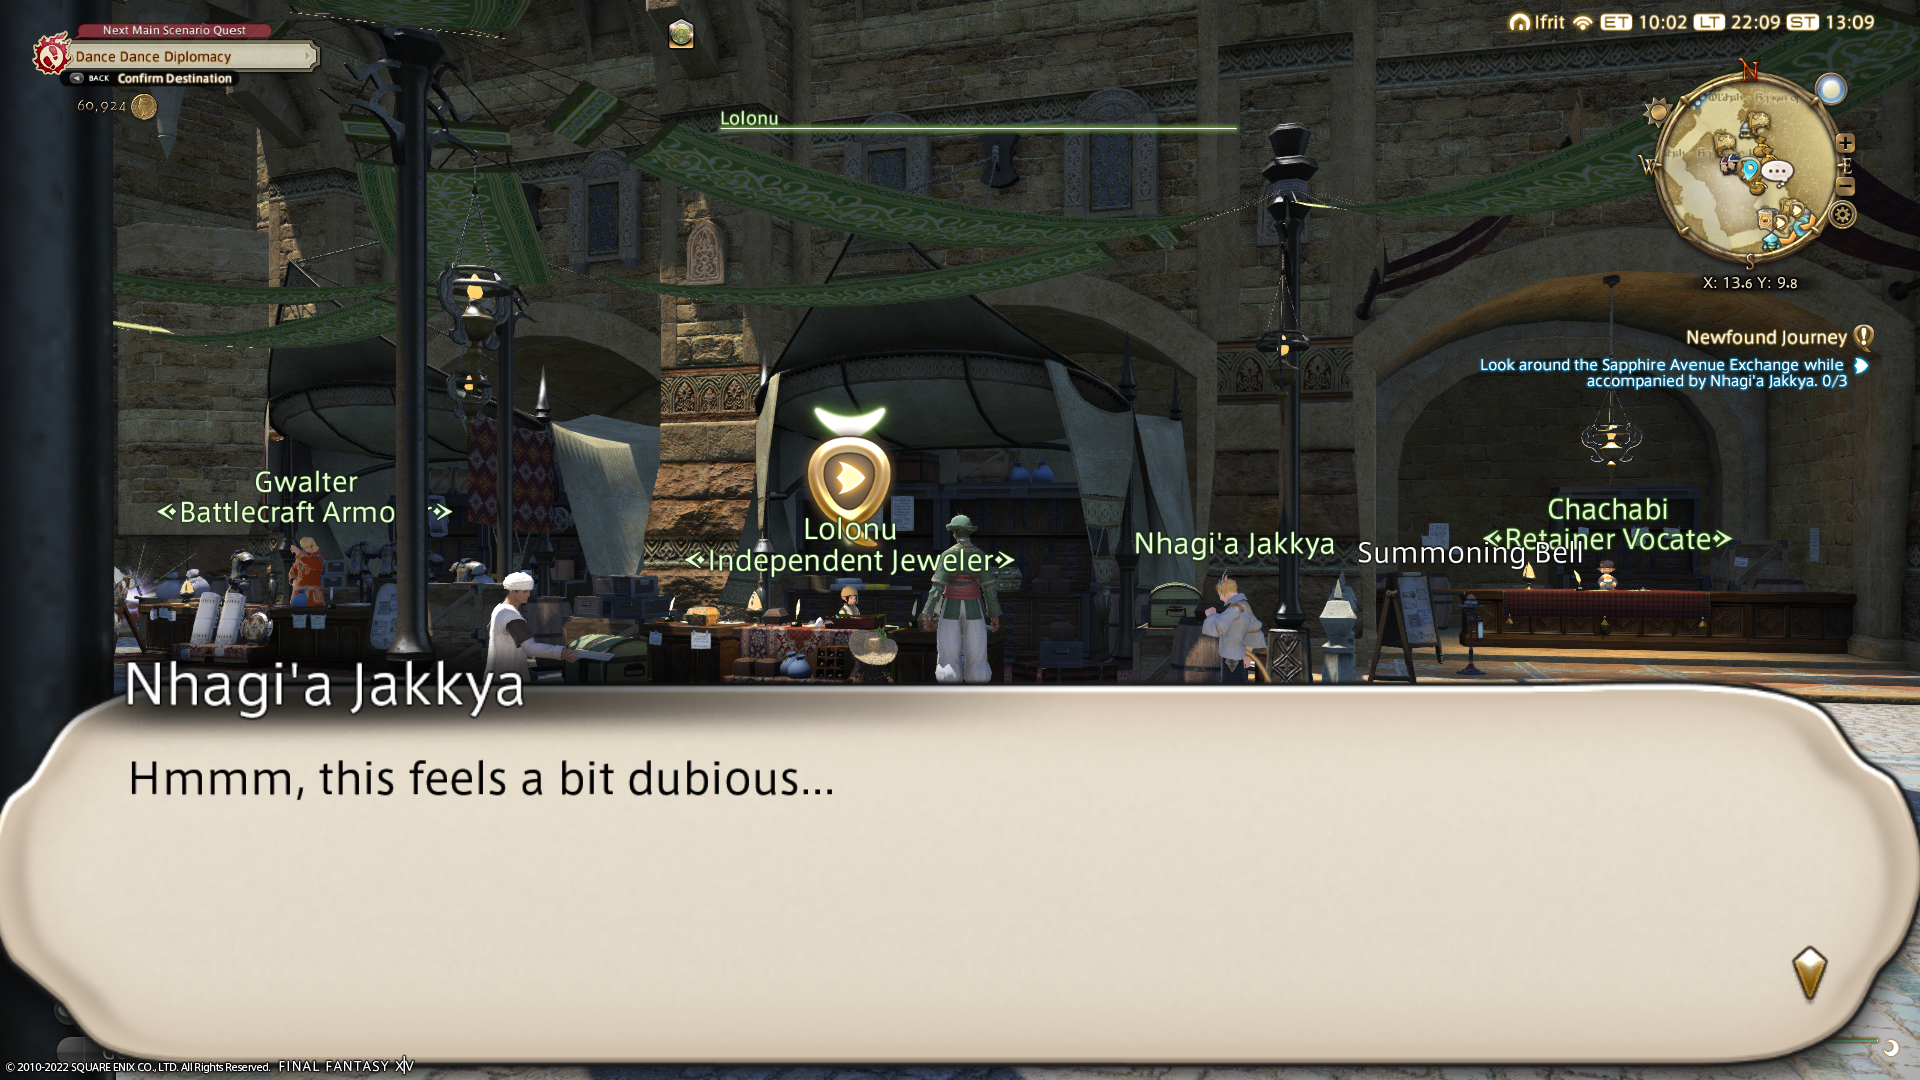 Next Main Scenario Quest
Dance Dance Diplomacy
BACK Confirm Destination
60,924
Ifrit ET 10:02 LT 22:09 ST 13:09
Lolonu
N
W
E
S
X: 13.6 Y: 9.8
Newfound Journey
Look around the Sapphire Avenue Exchange while
accompanied by Nhagi'a Jakkya. 0/3
Gwalter
Battlecraft Armo r
Lolonu
Independent Jeweler
Nhagi'a Jakkya
Chachabi
Retainer Vocate
Summoning Bell
Nhagi'a Jakkya
Hmmm, this feels a bit dubious...
© 2010-2022 SQUARE ENIX CO., LTD. All Rights Reserved. FINAL FANTASY XIV